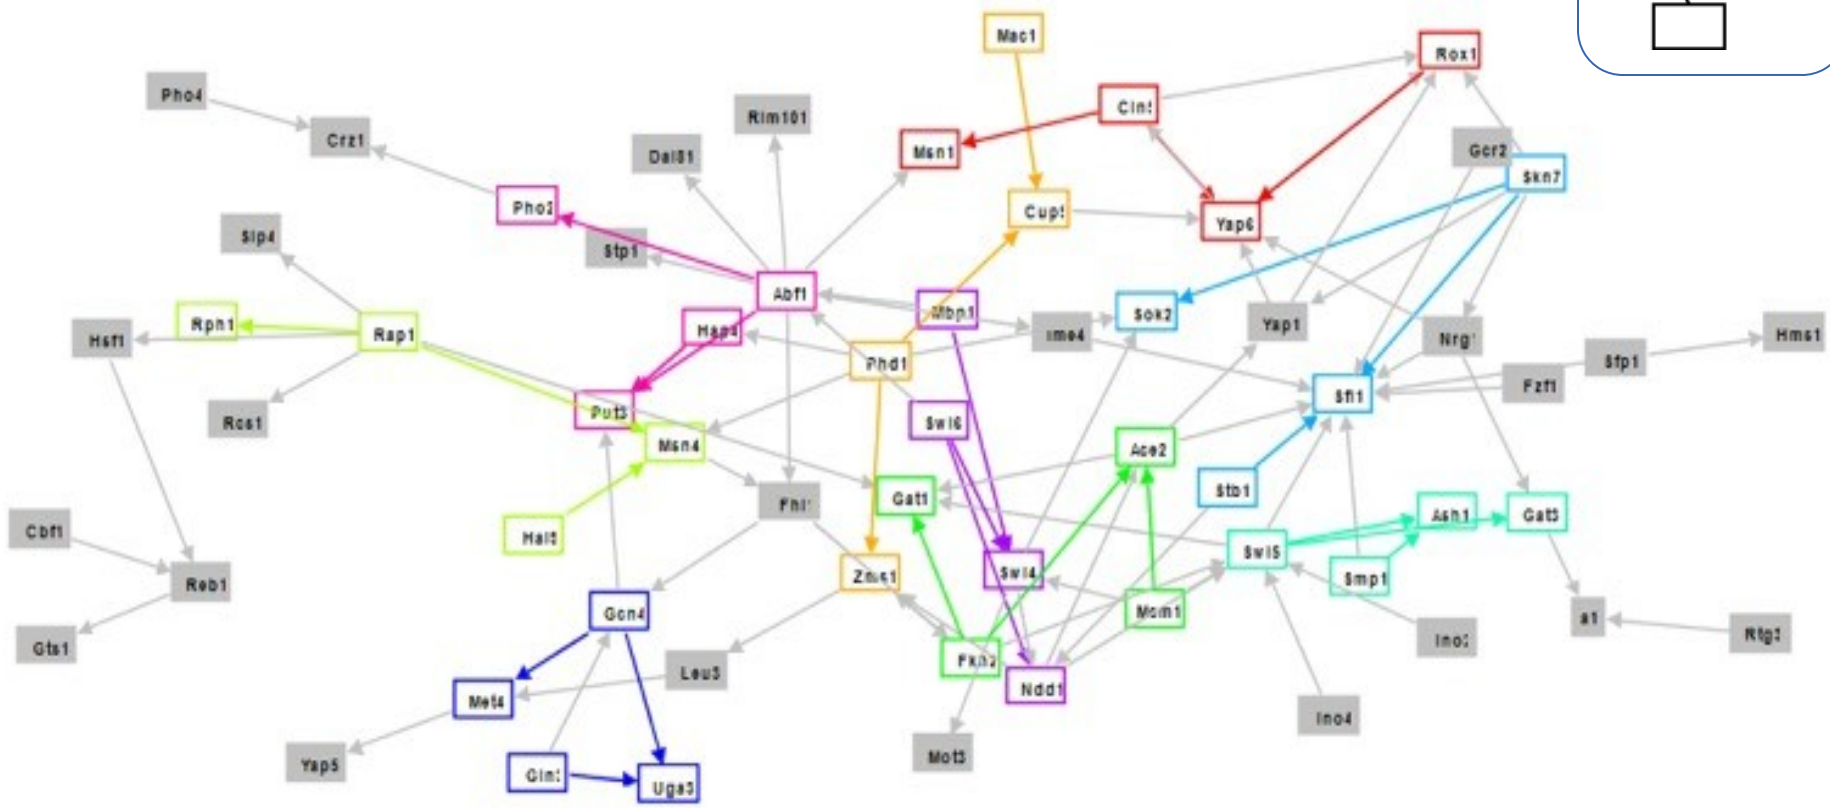 Mac1
Rox1
Pho4
Rim101
Cin5
Crz1
Dal81
Msn1
Gcr2
Skn7
Pho2
Cup9
Yap6
Sip4
Stp1
Abf1
Mbp1
Sok2
Rph1
Rap1
Hap4
Ime4
Yap1
Nrg1
Hsf1
Hms1
Phd1
Sfp1
Fzf1
Sfl1
Rcs1
Put3
Msn4
Swi6
Ace2
Gat1
Stb1
Fhl1
Ash1
Gat3
Cbf1
Hal9
Swi5
Zms1
Swi4
Smp1
Reb1
Gcn4
Mcm1
a1
Rtg3
Gts1
Fkh2
Ino2
Leu3
Ndd1
Met4
Ino4
Yap5
Mot3
Gln3
Uga3